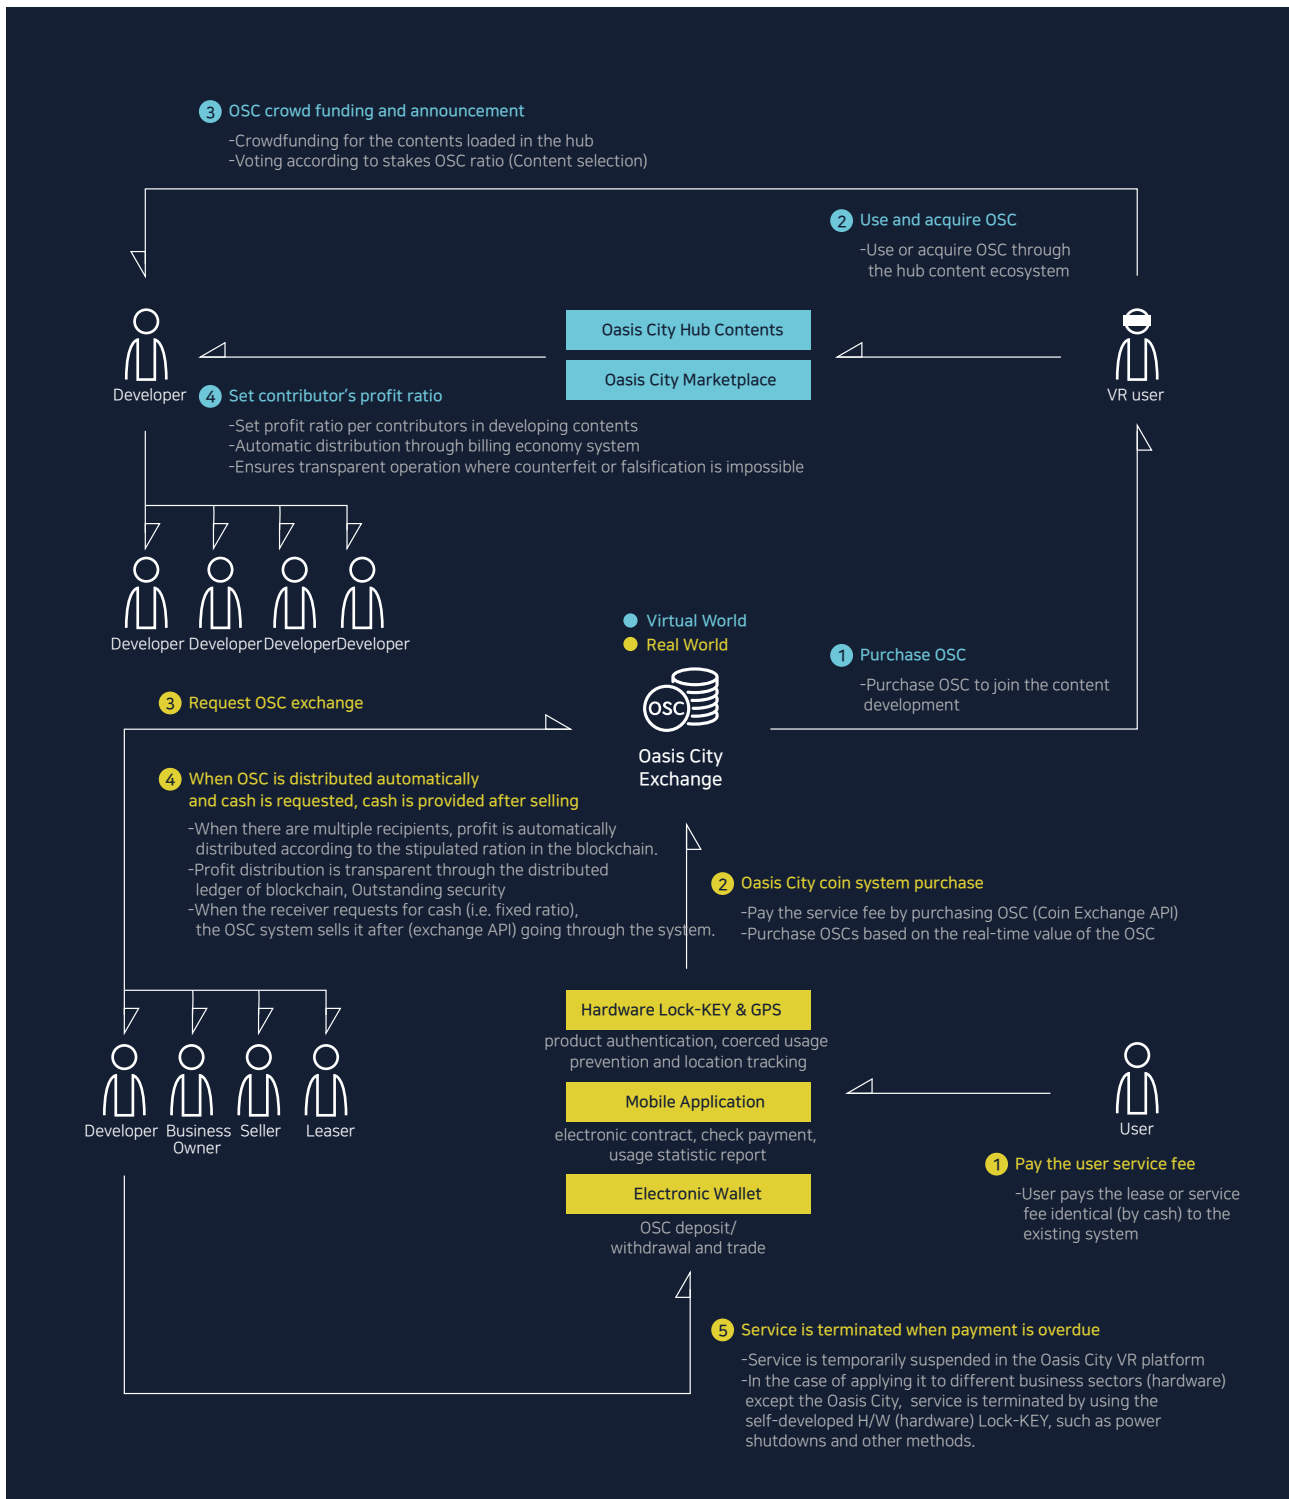 3 OSC crowd funding and announcement
-Crowdfunding for the contents loaded in the hub
-Voting according to stakes OSC ratio (Content selection)
2 Use and acquire OSC
-Use or acquire OSC through
the hub content ecosystem
Oasis City Hub Contents
Oasis City Marketplace
Developer
VR user
4 Set contributor's profit ratio
-Set profit ratio per contributors in developing contents
-Automatic distribution through billing economy system
-Ensures transparent operation where counterfeit or falsification is impossible
Developer Developer Developer Developer
Virtual World
Real World
1 Purchase OSC
-Purchase OSC to join the content
development
3 Request OSC exchange
OSC
Oasis City
Exchange
4 When OSC is distributed automatically
and cash is requested, cash is provided after selling
-When there are multiple recipients, profit is automatically
distributed according to the stipulated ration in the blockchain.
-Profit distribution is transparent through the distributed
ledger of blockchain, Outstanding security
-When the receiver requests for cash (i.e. fixed ratio),
the OSC system sells it after (exchange API) going through the system.
2 Oasis City coin system purchase
-Pay the service fee by purchasing OSC (Coin Exchange API)
-Purchase OSCs based on the real-time value of the OSC
Hardware Lock-KEY & GPS
product authentication, coerced usage
prevention and location tracking
Mobile Application
electronic contract, check payment,
usage statistic report
Electronic Wallet
OSC deposit/
withdrawal and trade
Developer Business Seller Leaser
Owner
User
1 Pay the user service fee
-User pays the lease or service
fee identical (by cash) to the
existing system
5 Service is terminated when payment is overdue
-Service is temporarily suspended in the Oasis City VR platform
-In the case of applying it to different business sectors (hardware)
except the Oasis City, service is terminated by using the
self-developed H/W (hardware) Lock-KEY, such as power
shutdowns and other methods.